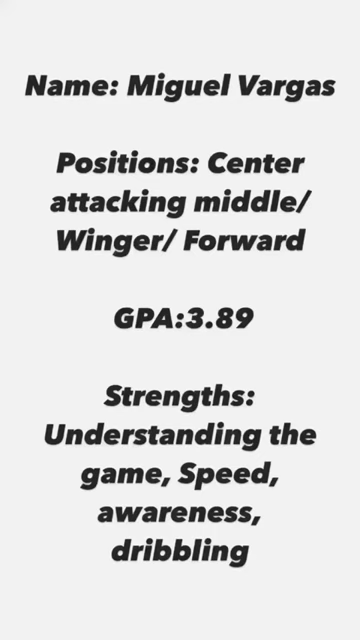 Name: Miguel Vargas
Positions: Center
attacking middle/
Winger/ Forward
GPA:3.89
Strengths:
Understanding the
game, Speed,
awareness,
dribbling